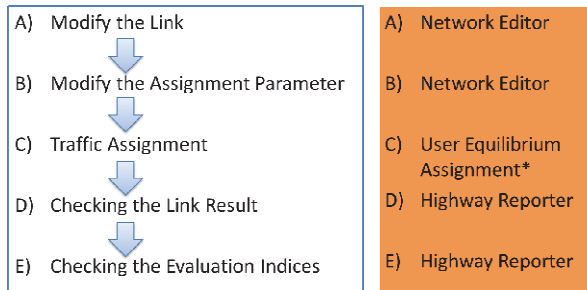 A) Modify the Link
B) Modify the Assignment Parameter
C) Traffic Assignment
D) Checking the Link Result
E) Checking the Evaluation Indices
A) Network Editor
B) Network Editor
C) User Equilibrium
Assignment*
D) Highway Reporter
E) Highway Reporter